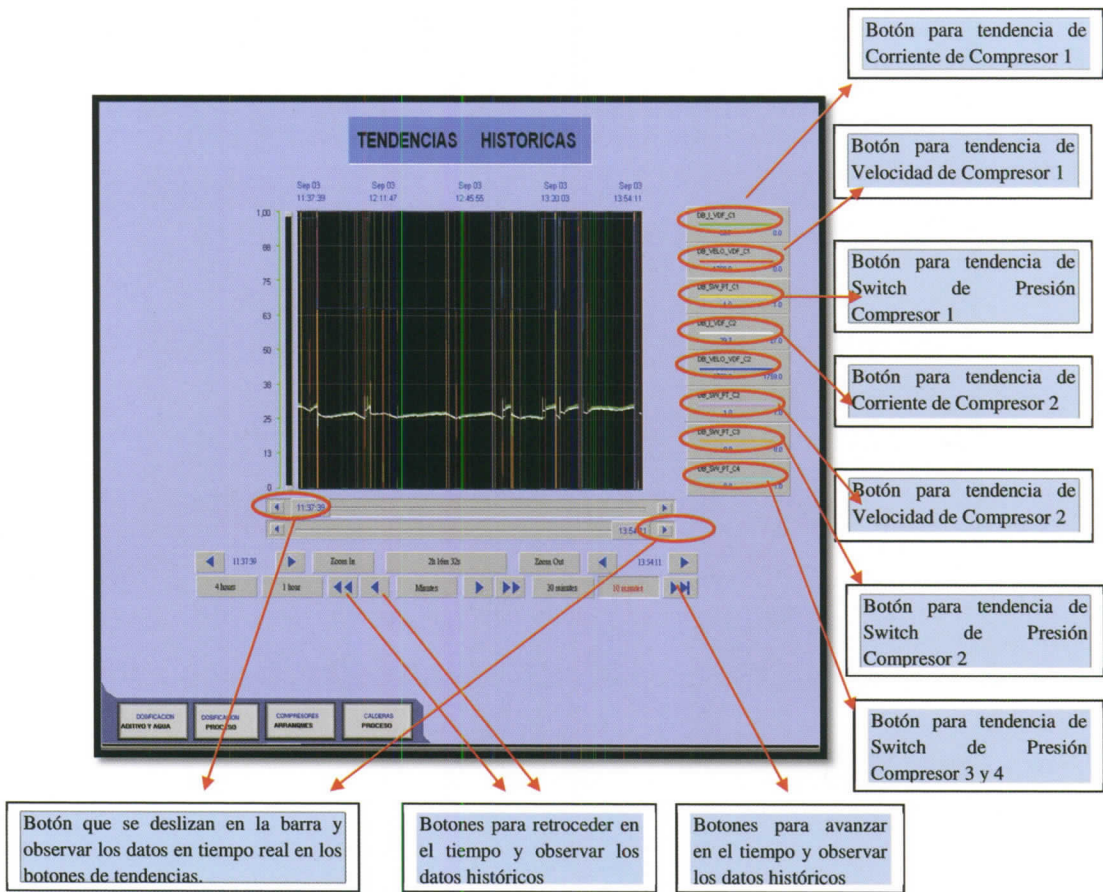 Botón para tendencia de
Corriente de Compresor 1
Botón para tendencia de
Velocidad de Compresor 1
Botón para tendencia de
Switch de Presión
Compresor 1
Botón para tendencia de
Corriente de Compresor 2
Botón para tendencia de
Velocidad de Compresor 2
Botón para tendencia de
Switch de Presión
Compresor 2
Botón para tendencia de
Switch de Presión
Compresor 3 y 4
TENDENCIAS HISTORICAS
Sep 03 Sep 03 Sep 03 Sep 03 Sep 03
11:37:39 12:11:47 12:45:55 13:20:03 13:54:11
1,00
88
75
63
50
38
25
13
0
DB_I_VDF_C1
0.0
DB_VELO_VDF_C1
0.0
DB_SW_PT_C1
1.0
DB_I_VDF_C2
DB_VELO_VDF_C2
DB_SW_PT_C2
DB_SW_PT_C3
DB_SW_PT_C4
11:37:39
13:54:11
11:37:39 Zoom In 2h 16m 32s Zoom Out 13:54:11
4 hours 1 hour Minutes 30 minutes 10 minutes
DOSIFICACION
ADITIVO Y AGUA
DOSIFICACION
PROCESO
COMPRESORES
ARRANQUES
CALDERAS
PROCESO
Botón que se deslizan en la barra y
observar los datos en tiempo real en los
botones de tendencias.
Botones para retroceder en
el tiempo y observar los
datos históricos
Botones para avanzar
en el tiempo y observar
los datos históricos